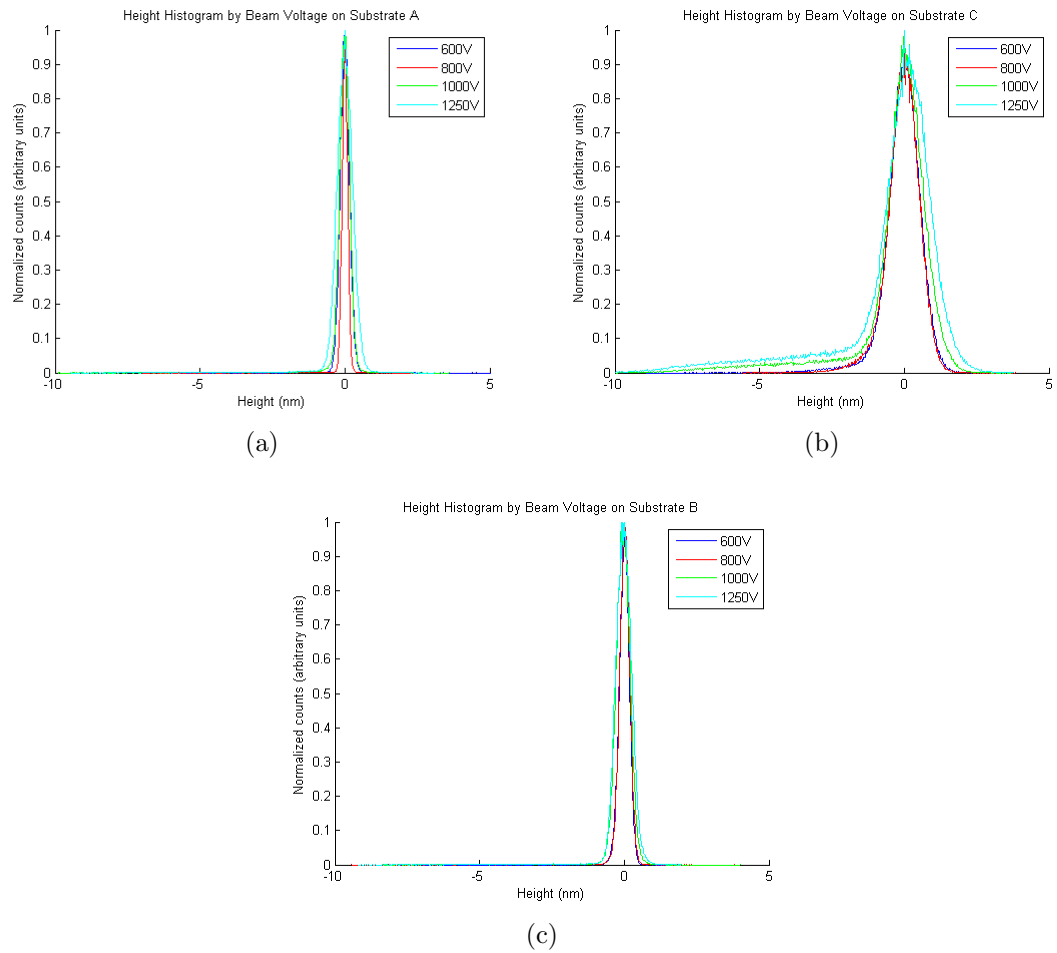 Height Histogram by Beam Voltage on Substrate A
Normalized counts (arbitrary units)
1
0.9
0.8
0.7
0.6
0.5
0.4
0.3
0.2
0.1
0
-10
-5
0
5
Height (nm)
600V
800V
1000V
1250V
(a)
Height Histogram by Beam Voltage on Substrate C
Normalized counts (arbitrary units)
1
0.9
0.8
0.7
0.6
0.5
0.4
0.3
0.2
0.1
0
-10
-5
0
5
Height (nm)
600V
800V
1000V
1250V
(b)
Height Histogram by Beam Voltage on Substrate B
Normalized counts (arbitrary units)
1
0.9
0.8
0.7
0.6
0.5
0.4
0.3
0.2
0.1
0
-10
-5
0
5
Height (nm)
600V
800V
1000V
1250V
(c)